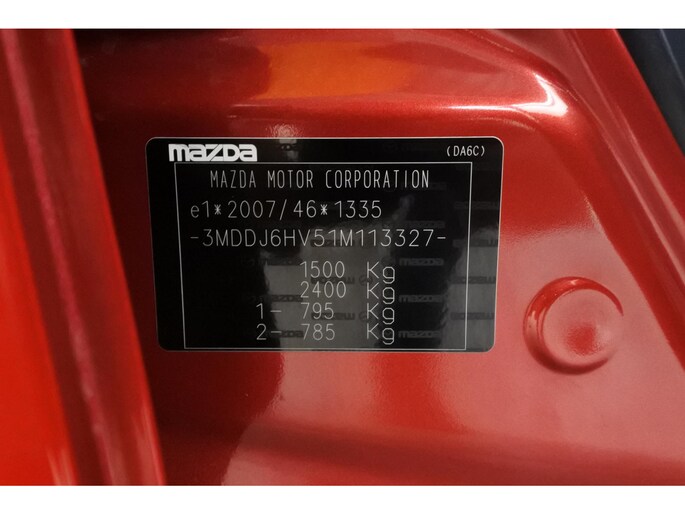 mazda (DA6C)
MAZDA MOTOR CORPORATION
e1*2007/46*1335
-3MDDJ6HV51M113327-
1500 Kg
2400 Kg
1- 795 Kg
2- 785 Kg